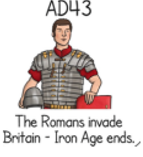 AD43
The Romans invade
Britain - Iron Age ends.,